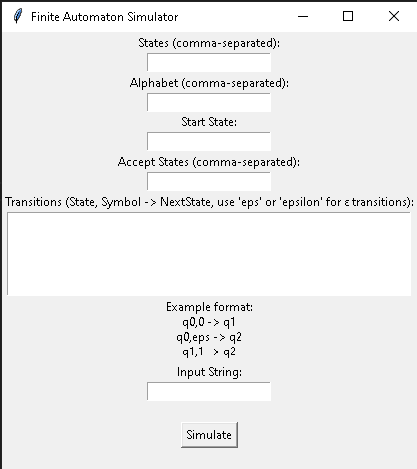 Finite Automaton Simulator
States (comma-separated):
Alphabet (comma-separated):
Start State:
Accept States (comma-separated):
Transitions (State, Symbol -> NextState, use 'eps' or 'epsilon' for ε transitions):
Example format:
q0,0 -> q1
q0,eps -> q2
q1,1 > q2
Input String:
Simulate